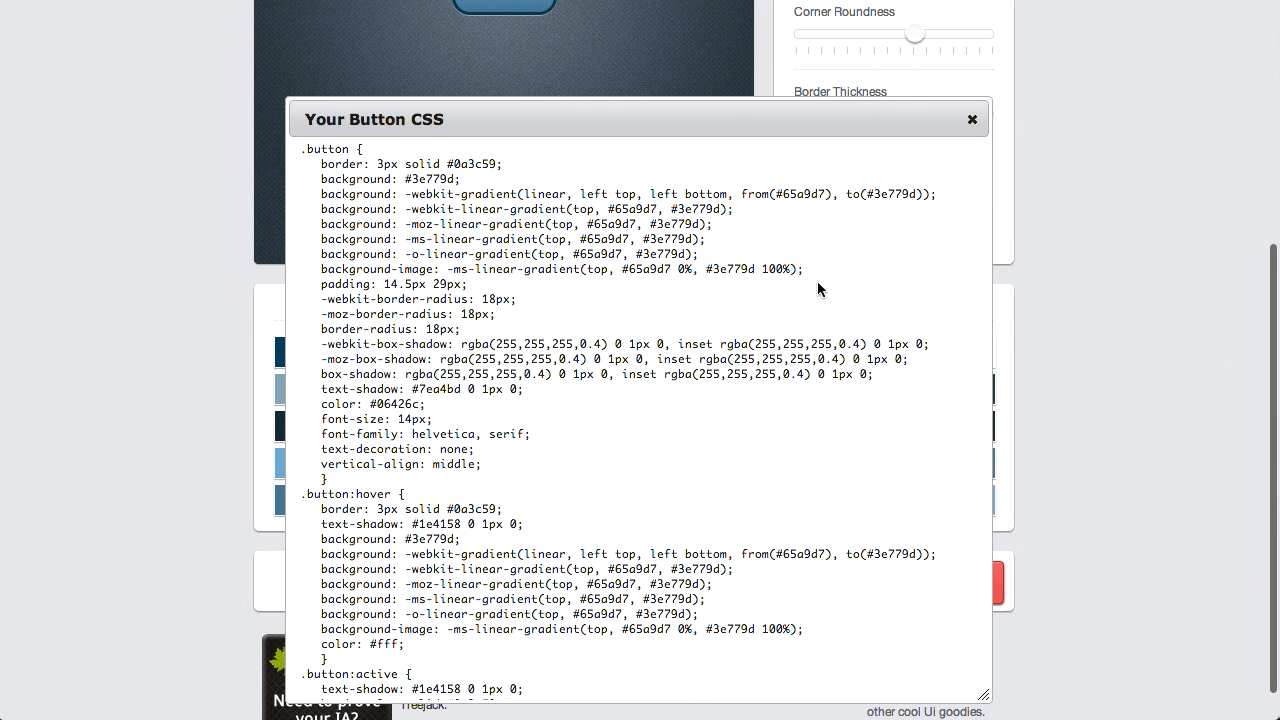 Corner Roundness
Border Thickness
Your Button CSS
.button {
border: 3px solid #0a3c59;
background: #3e779d;
background: -webkit-gradient(linear, left top, left bottom, from(#65a9d7), to(#3e779d));
background: -webkit-linear-gradient(top, #65a9d7, #3e779d);
background: -moz-linear-gradient(top, #65a9d7, #3e779d);
background: -ms-linear-gradient(top, #65a9d7, #3e779d);
background: -o-linear-gradient(top, #65a9d7, #3e779d);
background-image: -ms-linear-gradient(top, #65a9d7 0%, #3e779d 100%);
padding: 14.5px 29px;
-webkit-border-radius: 18px;
-moz-border-radius: 18px;
border-radius: 18px;
-webkit-box-shadow: rgba(255,255,255,0.4) 0 1px 0, inset rgba(255,255,255,0.4) 0 1px 0;
-moz-box-shadow: rgba(255,255,255,0.4) 0 1px 0, inset rgba(255,255,255,0.4) 0 1px 0;
box-shadow: rgba(255,255,255,0.4) 0 1px 0, inset rgba(255,255,255,0.4) 0 1px 0;
text-shadow: #7ea4bd 0 1px 0;
color: #06426c;
font-size: 14px;
font-family: helvetica, serif;
text-decoration: none;
vertical-align: middle;
}
.button:hover {
border: 3px solid #0a3c59;
text-shadow: #1e4158 0 1px 0;
background: #3e779d;
background: -webkit-gradient(linear, left top, left bottom, from(#65a9d7), to(#3e779d));
background: -webkit-linear-gradient(top, #65a9d7, #3e779d);
background: -moz-linear-gradient(top, #65a9d7, #3e779d);
background: -ms-linear-gradient(top, #65a9d7, #3e779d);
background: -o-linear-gradient(top, #65a9d7, #3e779d);
background-image: -ms-linear-gradient(top, #65a9d7 0%, #3e779d 100%);
color: #fff;
}
.button:active {
text-shadow: #1e4158 0 1px 0;
Need to prove
your IA?
freejack.
other cool Ui goodies.